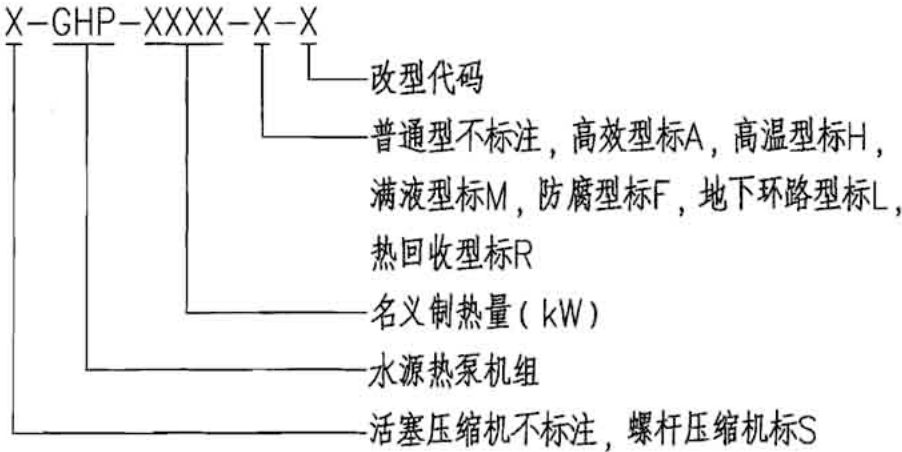 X-GHP-XXXX-X-X
改型代码
普通型不标注,高效型标A,高温型标H,
满液型标M,防腐型标F,地下环路型标L,
热回收型标R
名义制热量(kW)
水源热泵机组
活塞压缩机不标注,螺杆压缩机标S